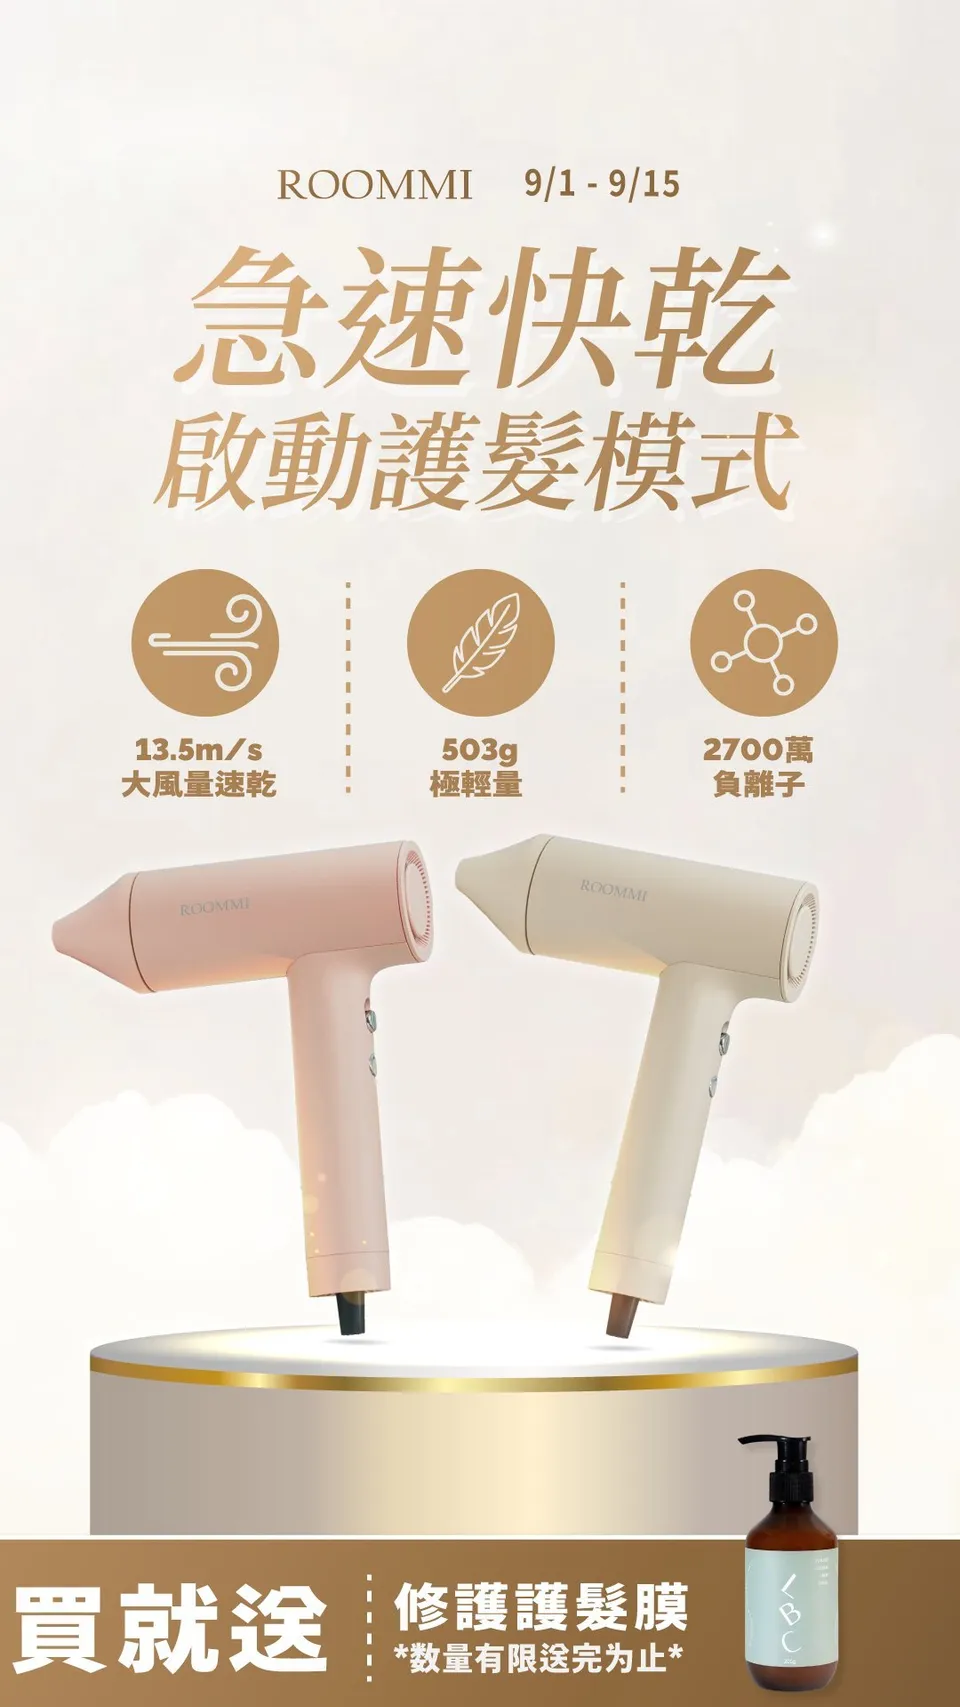 ROOMMI 9/1 - 9/15
急速快乾
啟動護髮模式
13.5m/s
大風量速乾
503g
極輕量
2700萬
負離子
ROOMMI
ROOMMI
買就送
修護護髮膜
*数量有限送完为止*
LBC